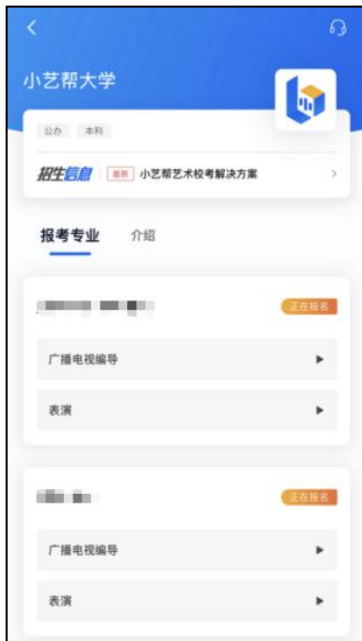 小艺帮大学
公办 本科
招生信息 最新 小艺帮艺术校考解决方案
报考专业 介绍
正在报名
广播电视编导
表演
正在报名
广播电视编导
表演